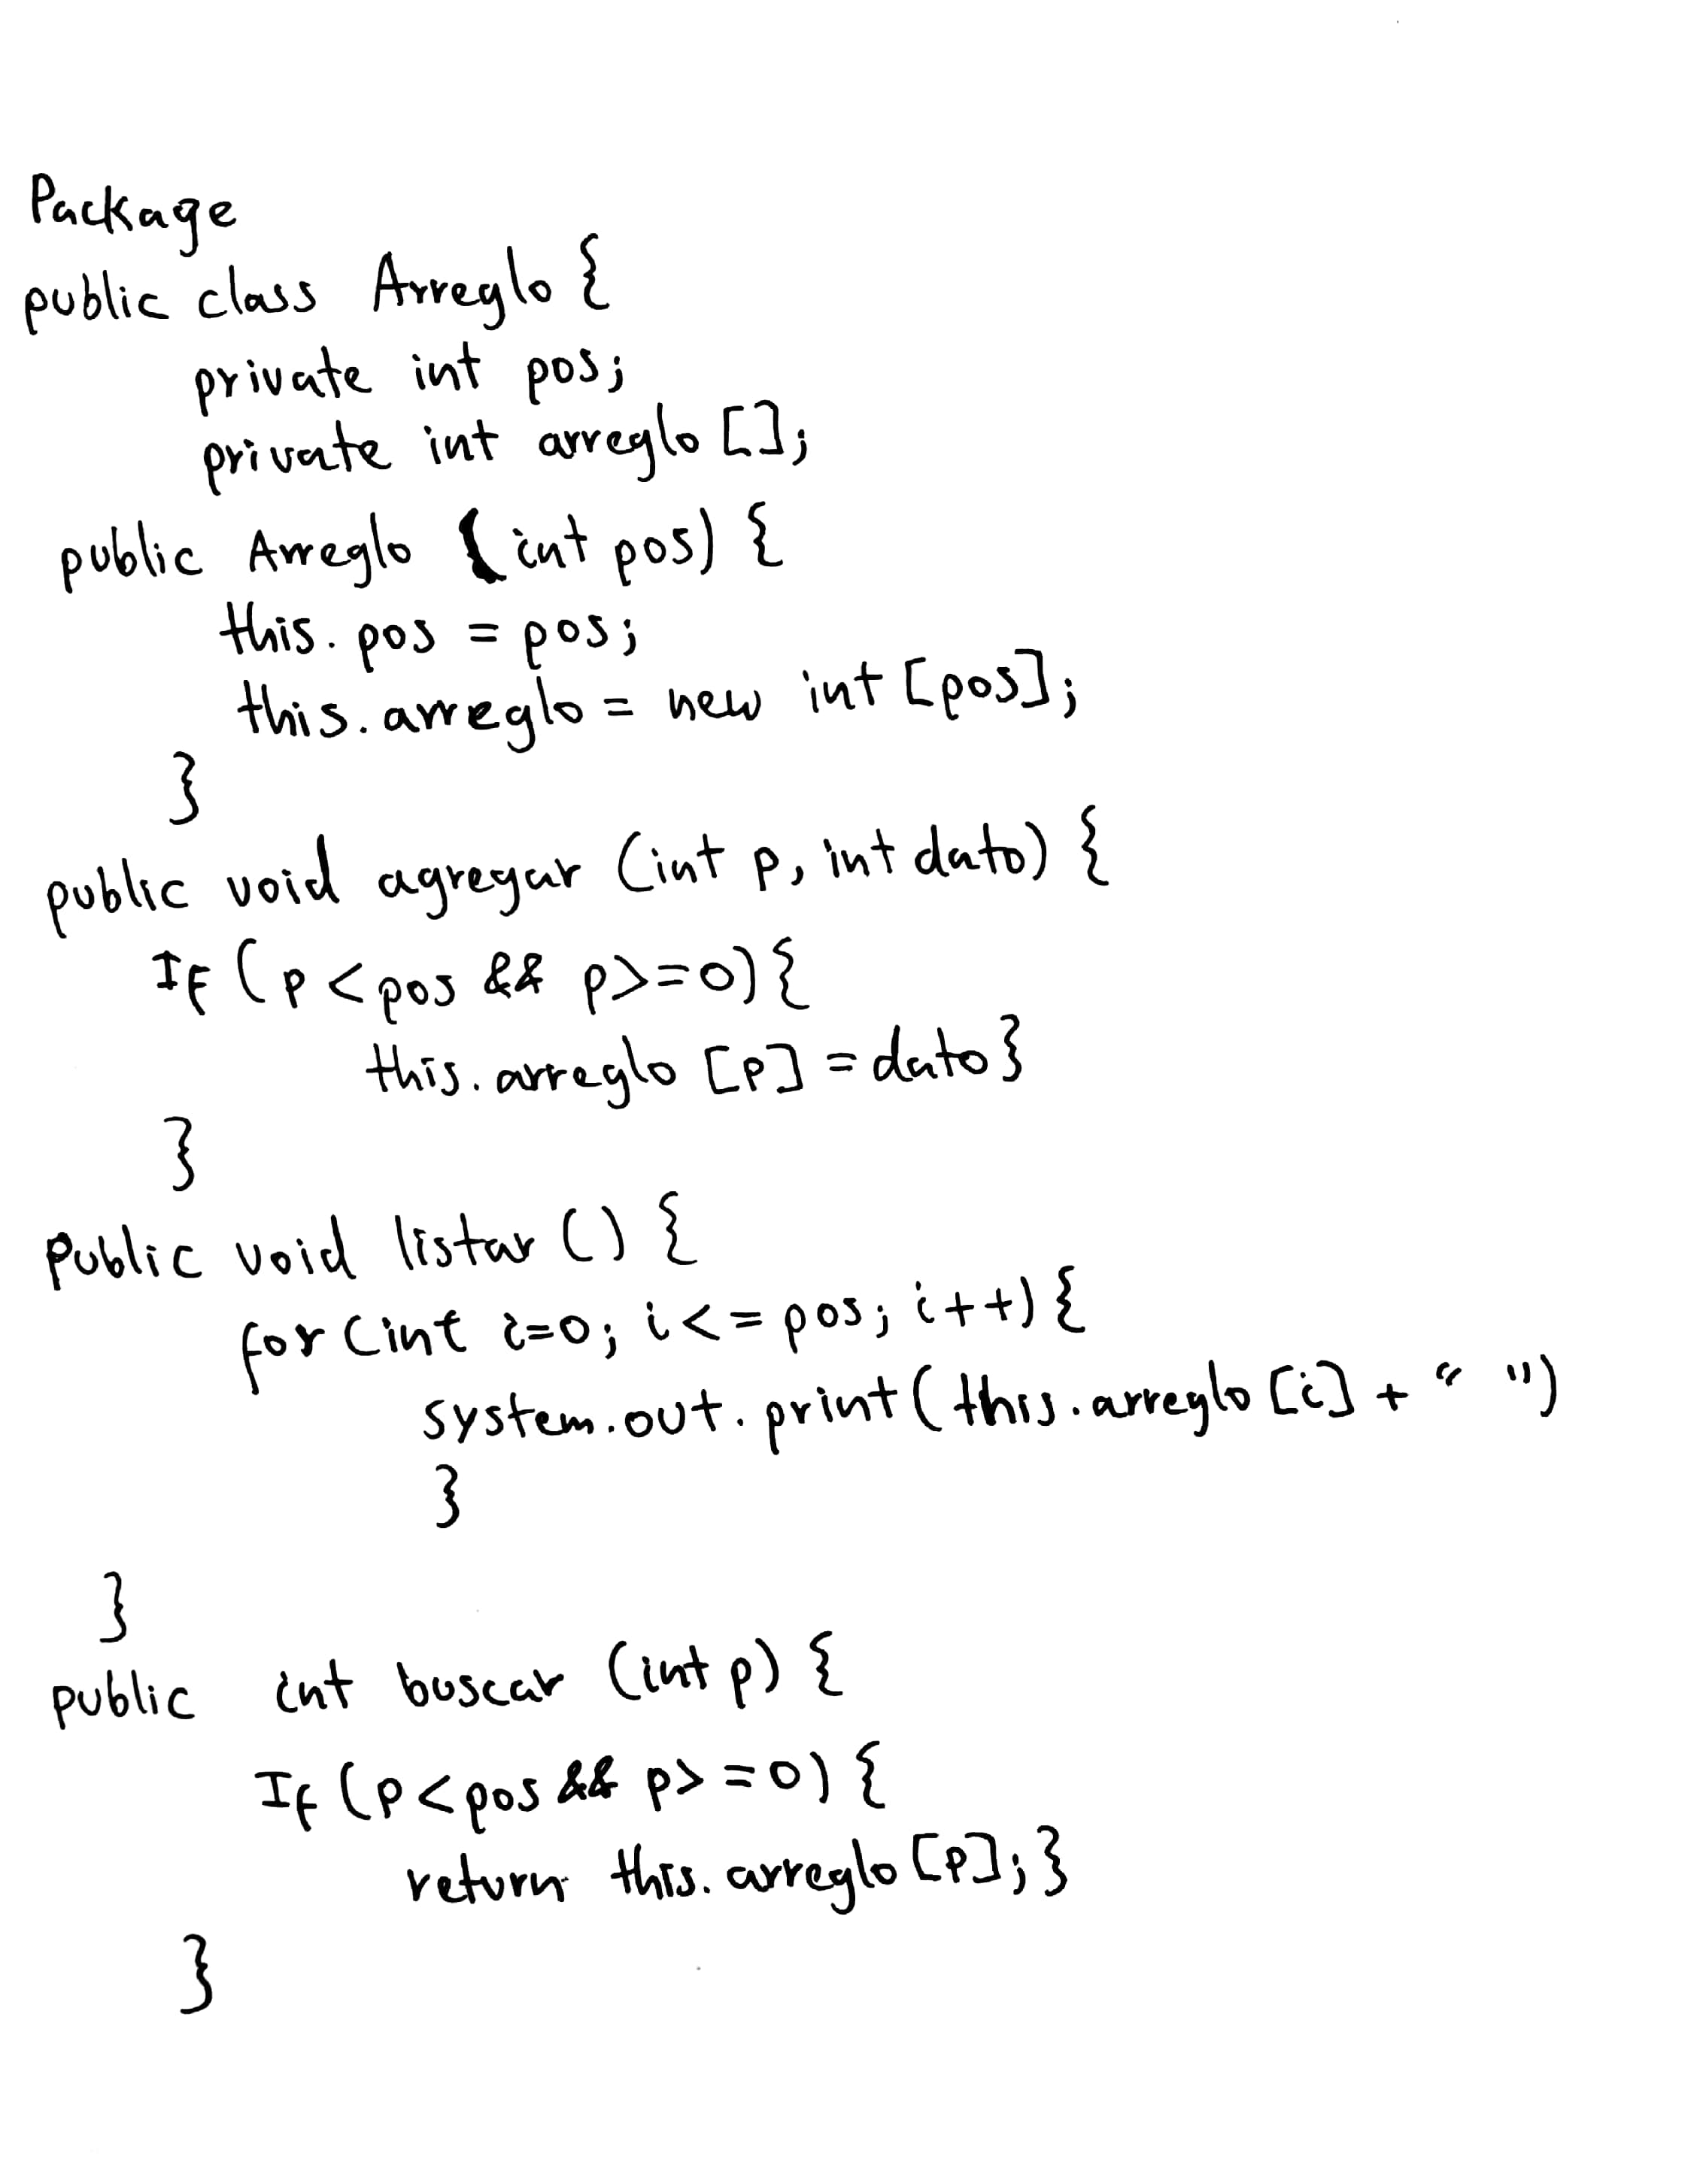 Package
public class Arreglo {
private int pos;
private int arreglo [];
public Arreglo (int pos) {
this. pos = pos;
this. arreglo = new int [pos];
}
public void agregar (int p, int dato) {
If (p < pos && p>=0){
this. arreglo [p] = dato}
}
public void listar () {
for (int i=0; i<= pos; i++){
system.out.print(this.arreglo [i] + “ ")
}
}
public int buscar (int p) {
If (p < pos && p>=0) {
return this. arreglo [p];}
}